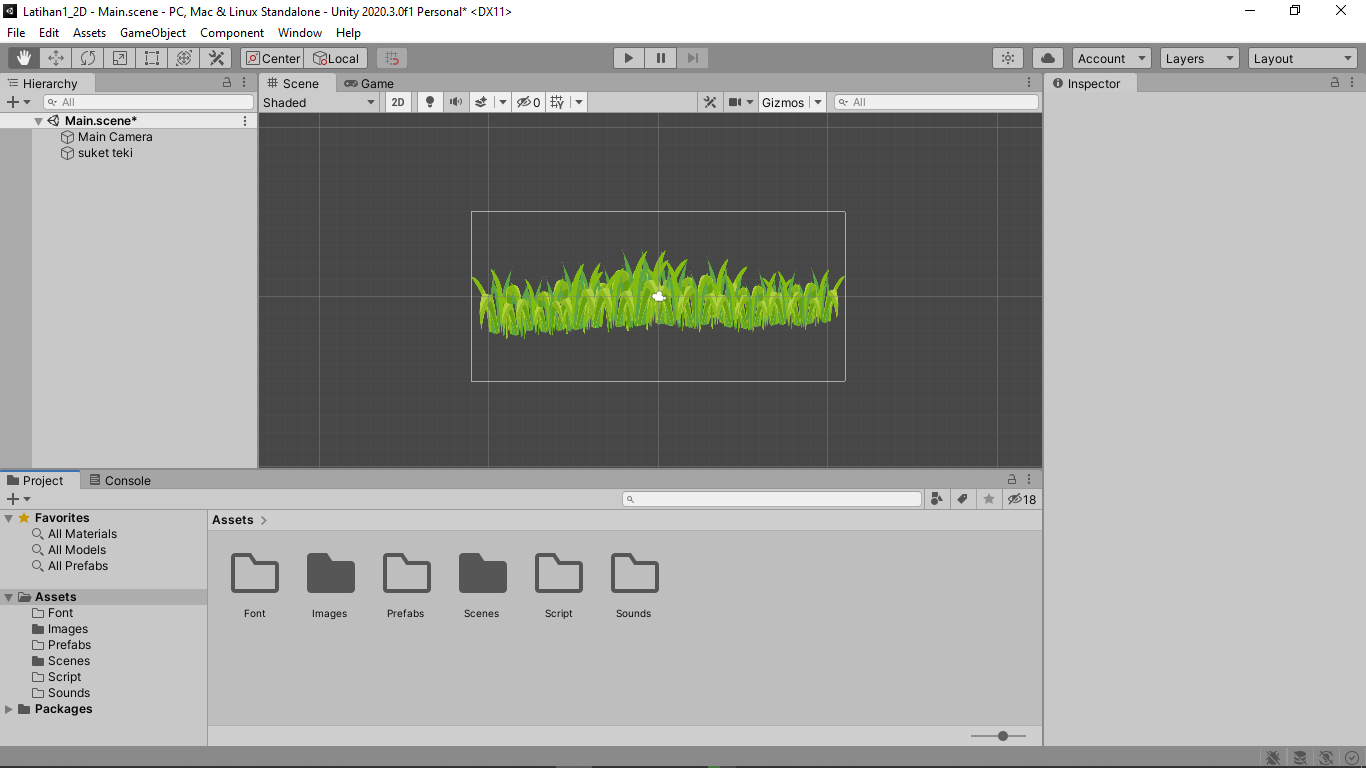 Latihan1_2D - Main.scene - PC, Mac & Linux Standalone - Unity 2020.3.0f1 Personal* <DX11>
File Edit Assets GameObject Component Window Help
Center Local Account Layers Layout
Hierarchy Scene Game Inspector
All Shaded 2D 0 Gizmos All
Main.scene*
Main Camera
suket teki
Project Console
18
Favorites
All Materials
All Models
All Prefabs
Assets
Font
Images
Prefabs
Scenes
Script
Sounds
Packages
Assets
Font Images Prefabs Scenes Script Sounds